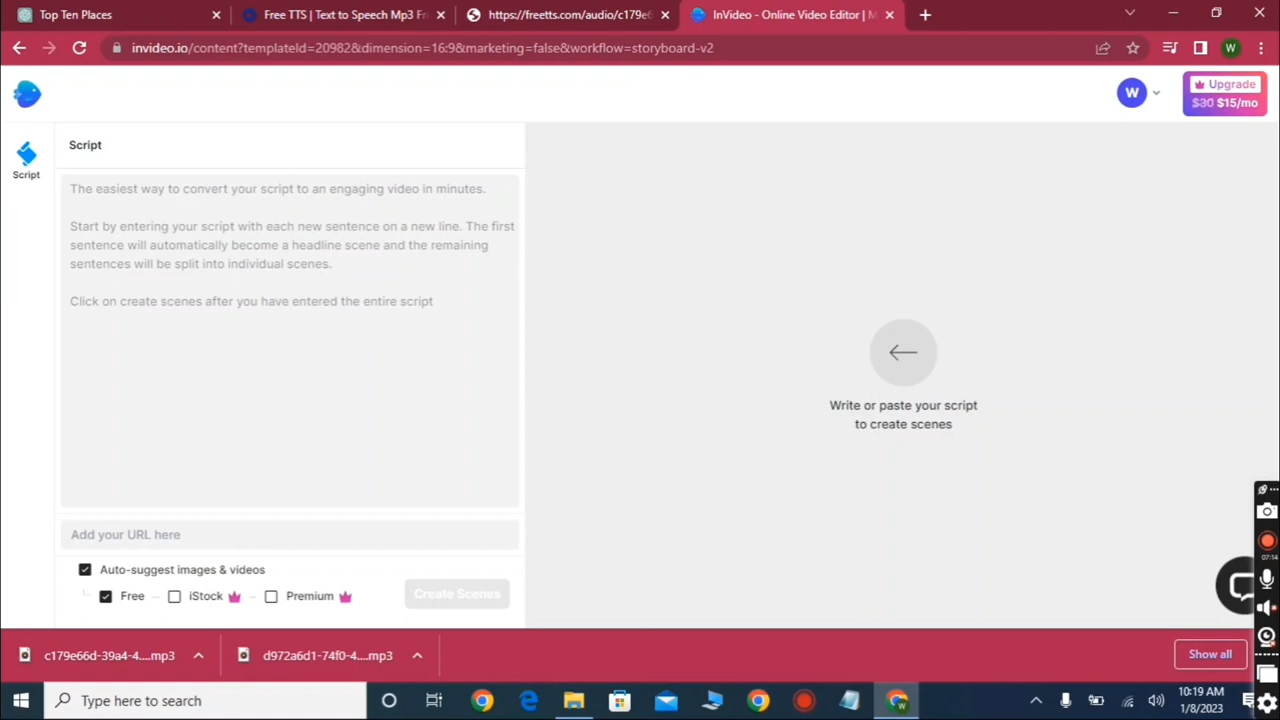 Top Ten Places
Free TTS | Text to Speech Mp3 Fr
https://freetts.com/audio/c179e6
InVideo - Online Video Editor | M
invideo.io/content?templateId=20982&dimension=16:9&marketing=false&workflow=storyboard-v2
W
W
Upgrade
$30 $15/mo
Script
Script
The easiest way to convert your script to an engaging video in minutes.
Start by entering your script with each new sentence on a new line. The first
sentence will automatically become a headline scene and the remaining
sentences will be split into individual scenes.
Click on create scenes after you have entered the entire script
Write or paste your script
to create scenes
Add your URL here
Auto-suggest images & videos
Free
iStock
Premium
Create Scenes
07:14
c179e66d-39a4-4....mp3
d972a6d1-74f0-4....mp3
Show all
Type here to search
W
10:19 AM
1/8/2023